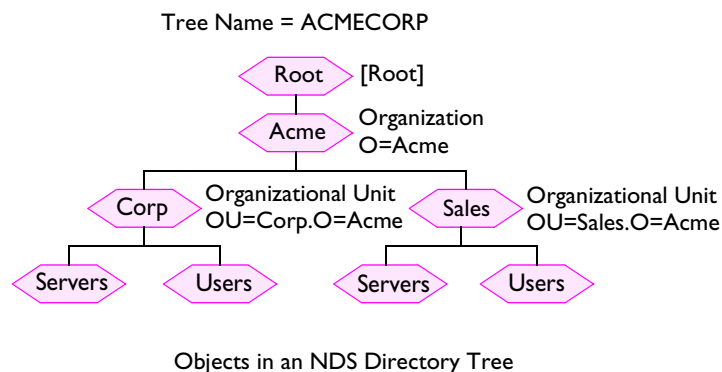 Tree Name = ACMECORP
Root
[Root]
Acme
Organization
O=Acme
Corp
Organizational Unit
OU=Corp.O=Acme
Sales
Organizational Unit
OU=Sales.O=Acme
Servers
Users
Servers
Users
Objects in an NDS Directory Tree